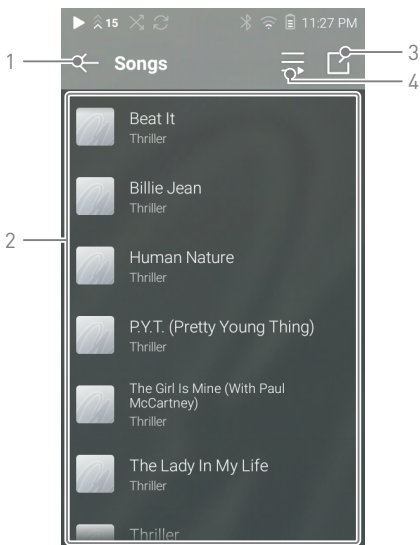 15
11:27 PM
1
Songs
3
4
Beat It
Thriller
Billie Jean
Thriller
2
Human Nature
Thriller
P.Y.T. (Pretty Young Thing)
Thriller
The Girl Is Mine (With Paul
McCartney)
Thriller
The Lady In My Life
Thriller
Thriller